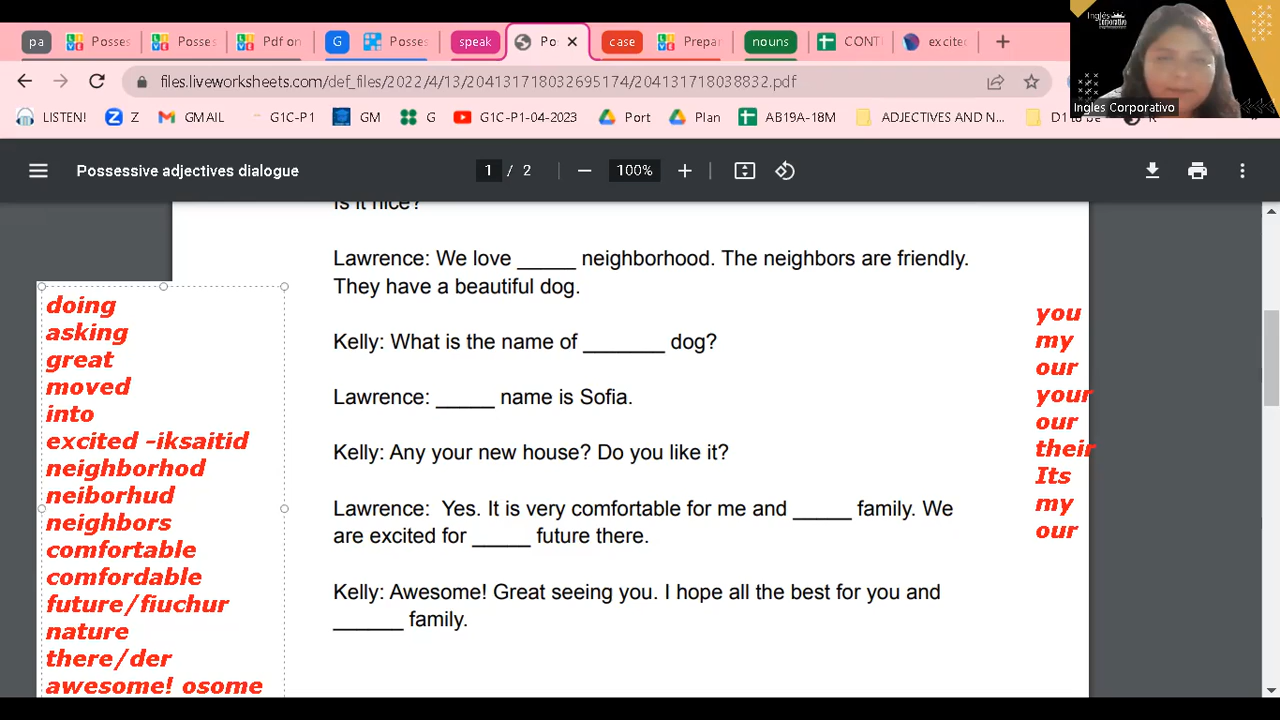 pa
Posses
Posses
Pdf on
G
Posses
speak
Po
case
Prepar
nouns
CONT
excited
files.liveworksheets.com/def_files/2022/4/13/204131718032695174/204131718038832.pdf
Inglés
Corporativo
Ingles Corporativo
LISTEN!
Z
GMAIL
G1C-P1
GM
G
G1C-P1-04-2023
Port
Plan
AB19A-18M
ADJECTIVES AND N...
D1 to be
R
Possessive adjectives dialogue
1 / 2
100%
Is it nice?
Lawrence: We love _____ neighborhood. The neighbors are friendly.
They have a beautiful dog.
Kelly: What is the name of _______ dog?
Lawrence: _____ name is Sofia.
Kelly: Any your new house? Do you like it?
Lawrence:  Yes. It is very comfortable for me and _____ family. We
are excited for _____ future there.
Kelly: Awesome! Great seeing you. I hope all the best for you and
______ family.
doing
asking
great
moved
into
excited -iksaitid
neighborhod
neiborhud
neighbors
comfortable
comfordable
future/fiuchur
nature
there/der
awesome! osome
you
my
our
your
our
their
Its
my
our